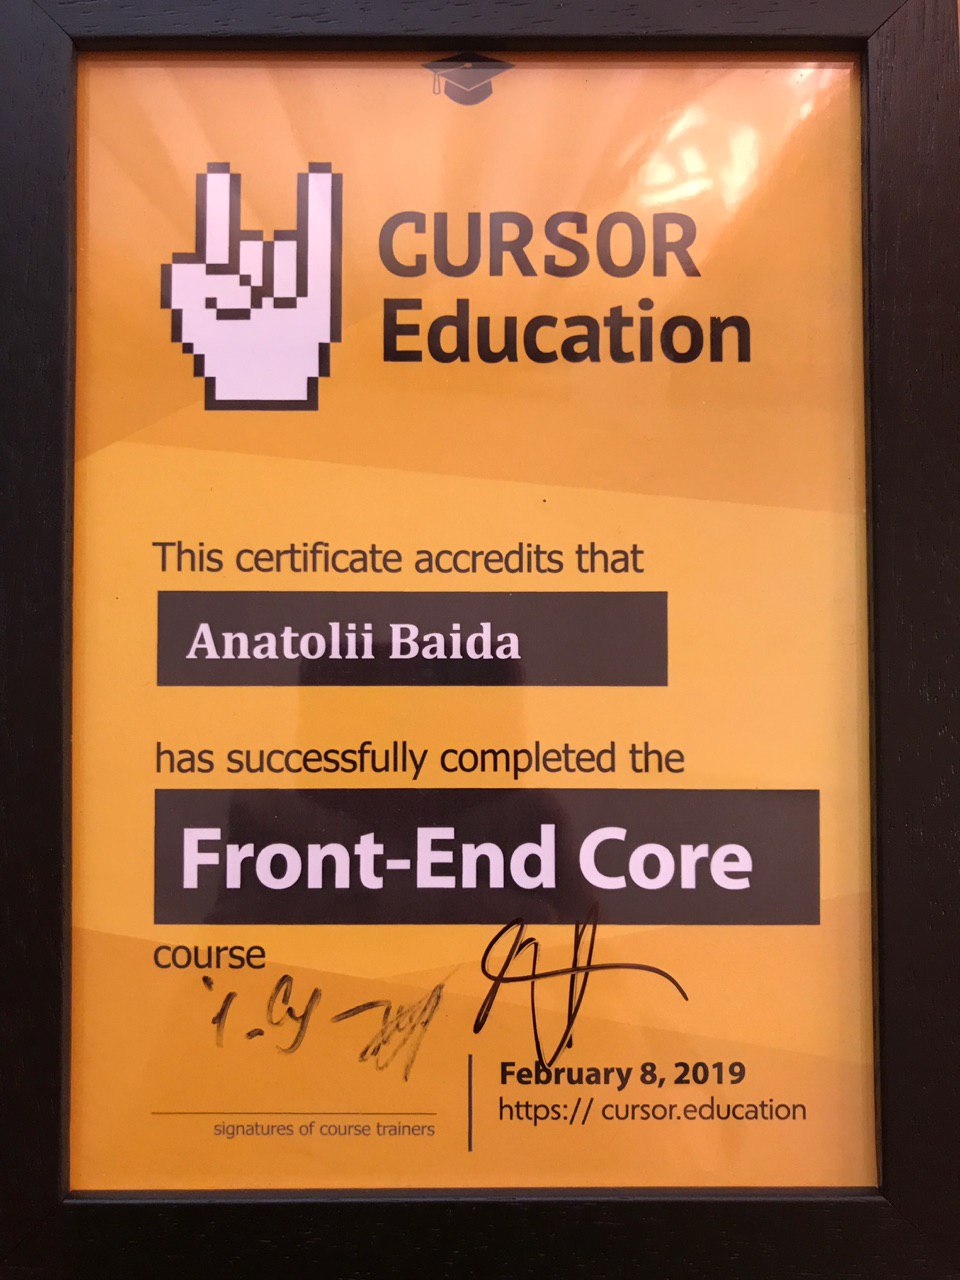 CURSOR
Education
This certificate accredits that
Anatolii Baida
has successfully completed the
Front-End Core
course
February 8, 2019
https:// cursor.education
signatures of course trainers